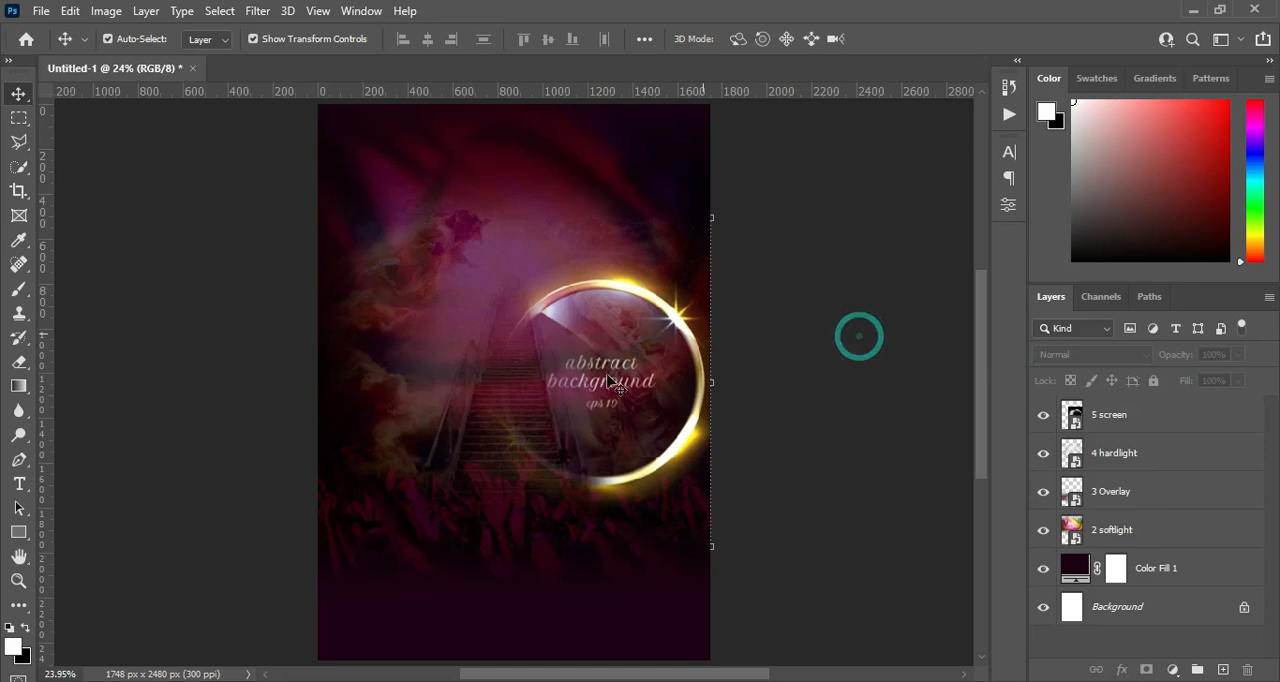 Ps File Edit Image Layer Type Select Filter 3D View Window Help
Auto-Select: Layer Show Transform Controls 3D Mode:
Untitled-1 @ 24% (RGB/8) *
200 1000 800 600 400 200 0 200 400 600 800 1000 1200 1400 1600 1800 2000 2200 2400 2600 2800
abstract
background
eps 10
23.95% 1748 px x 2480 px (300 ppi)
Color Swatches Gradients Patterns
Layers Channels Paths
Kind
Normal Opacity: 100%
Lock: Fill: 100%
5 screen
4 hardlight
3 Overlay
2 softlight
Color Fill 1
Background